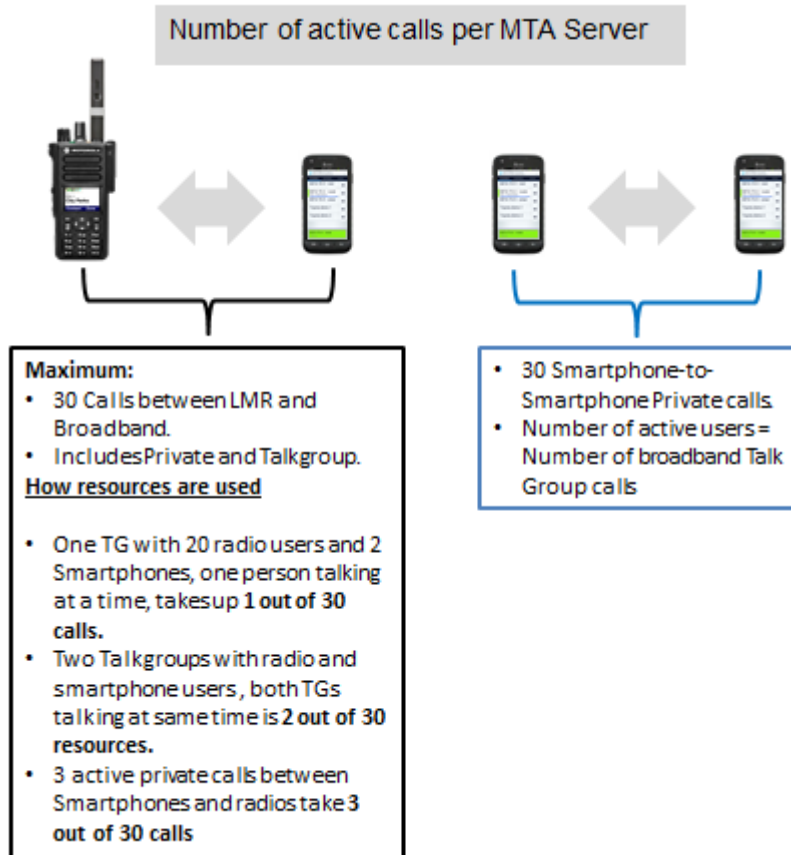 Number of active calls per MTA Server
Maximum:
• 30 Calls between LMR and
Broadband.
• Includes Private and Talkgroup.
How resources are used
• One TG with 20 radio users and 2
Smartphones, one person talking
at a time, takes up 1 out of 30
calls.
• Two Talkgroups with radio and
smartphone users , both TGs
talking at same time is 2 out of 30
resources.
• 3 active private calls between
Smartphones and radios take 3
out of 30 calls
• 30 Smartphone-to-
Smartphone Private calls.
• Number of active users =
Number of broadband Talk
Group calls